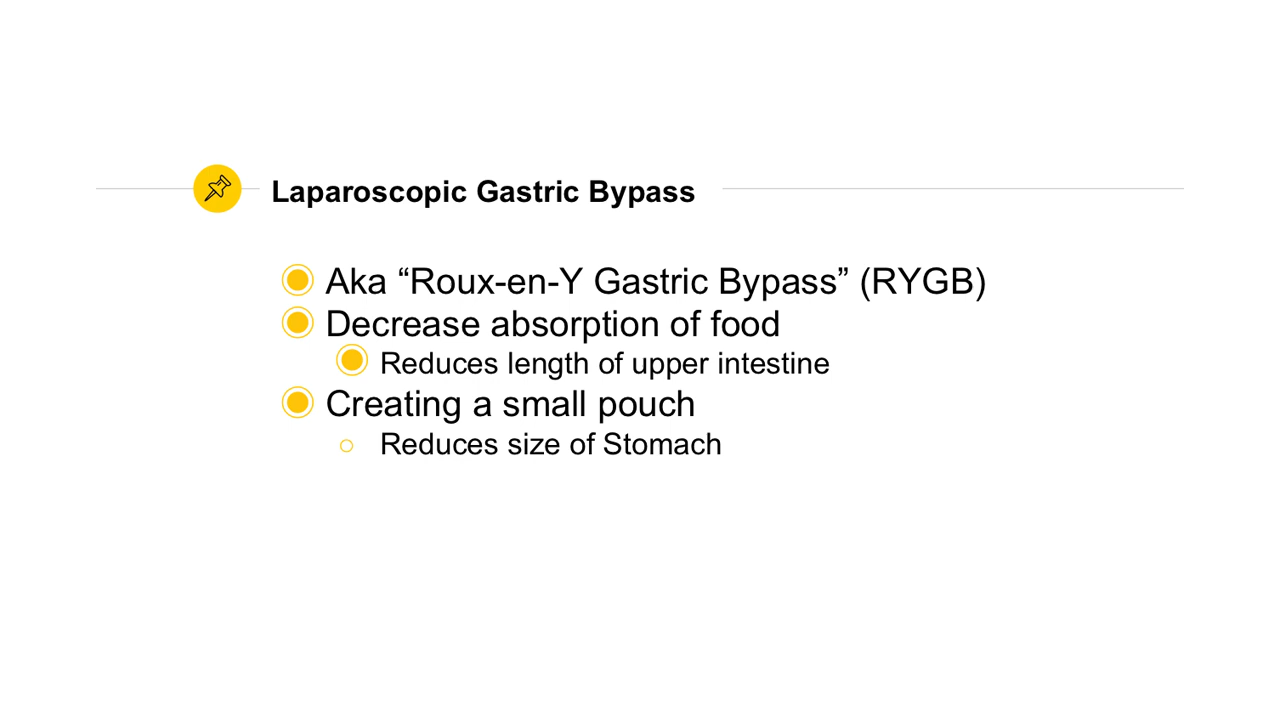 Laparoscopic Gastric Bypass
Aka “Roux-en-Y Gastric Bypass” (RYGB)
Decrease absorption of food
Reduces length of upper intestine
Creating a small pouch
Reduces size of Stomach